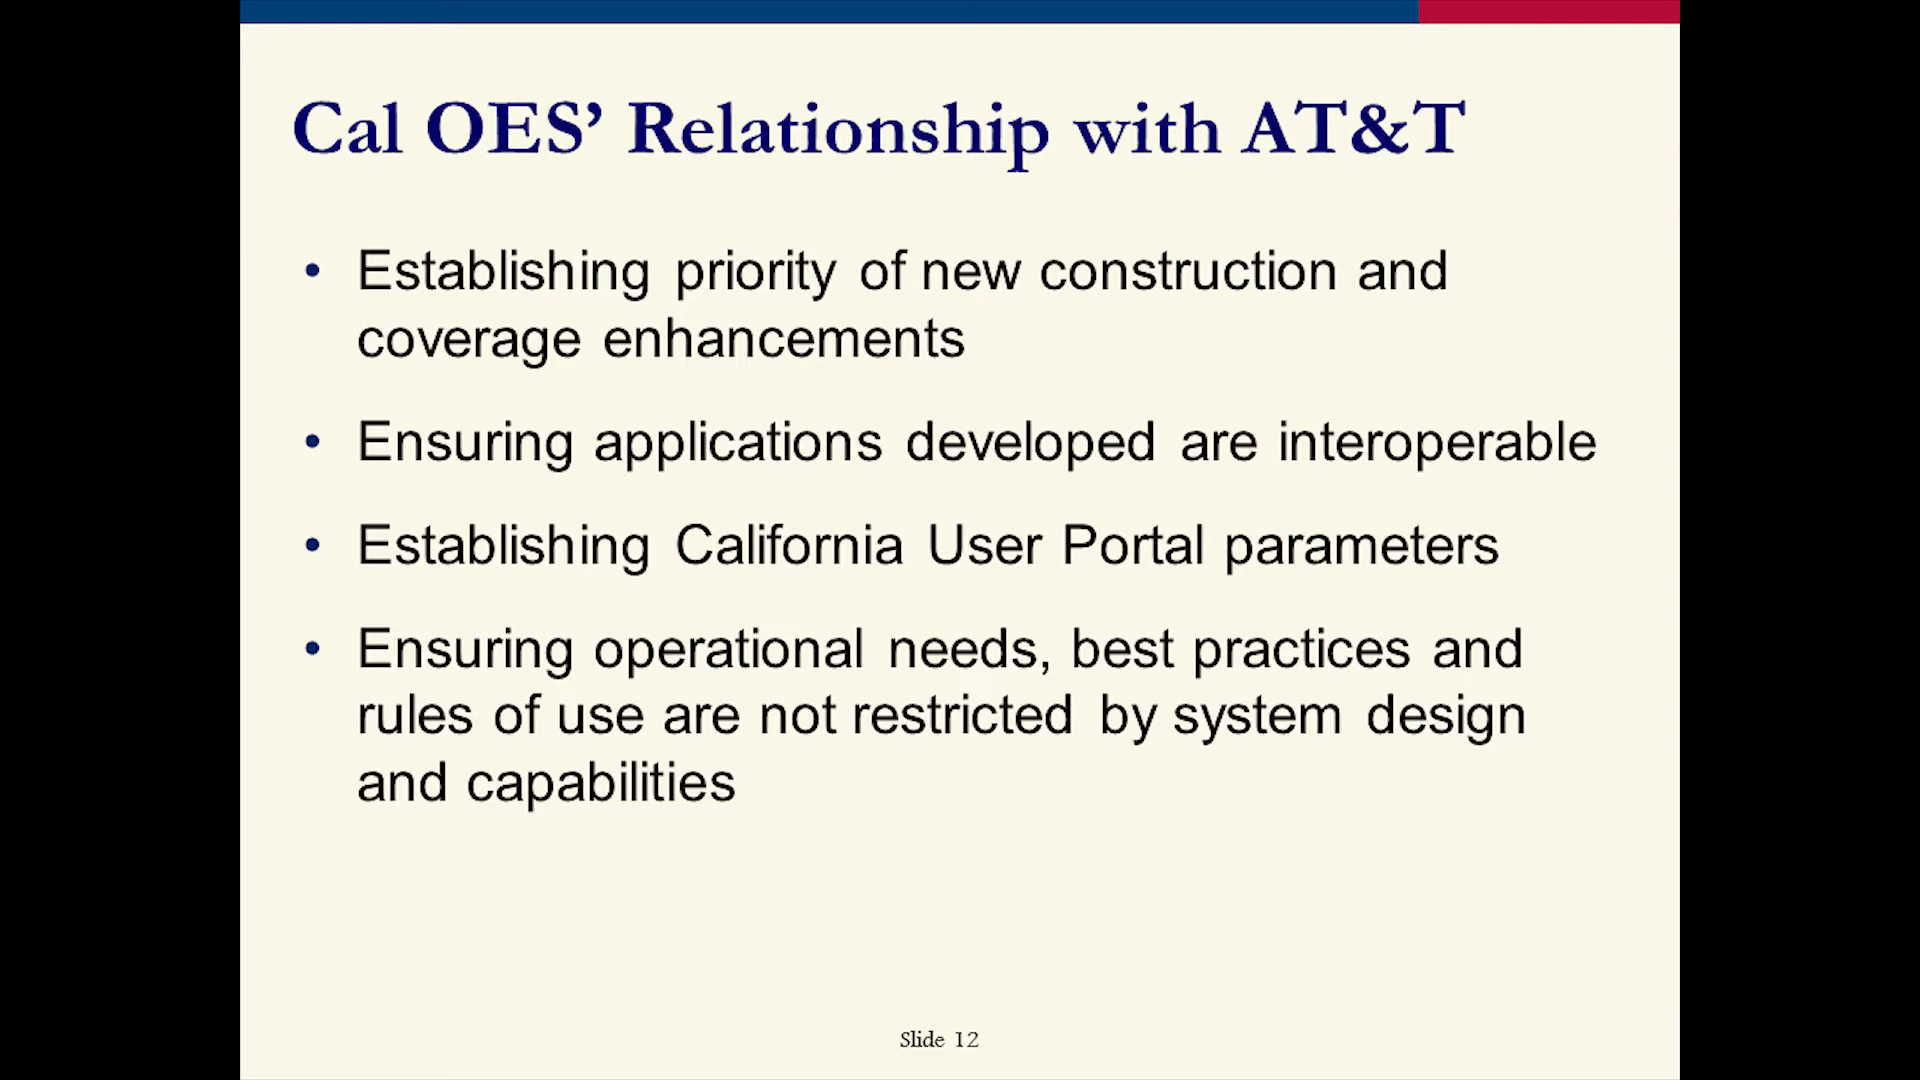 Cal OES’ Relationship with AT&T
• Establishing priority of new construction and
coverage enhancements
• Ensuring applications developed are interoperable
• Establishing California User Portal parameters
• Ensuring operational needs, best practices and
rules of use are not restricted by system design
and capabilities
Slide 12